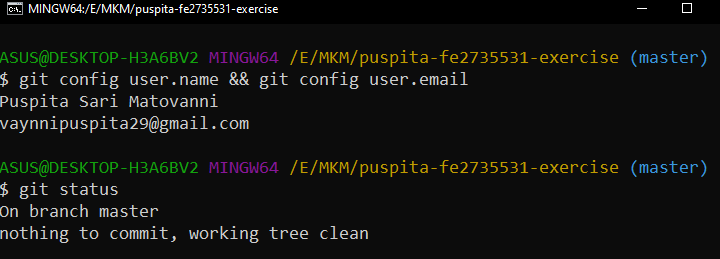 MINGW64:/E/MKM/puspita-fe2735531-exercise
ASUS@DESKTOP-H3A6BV2 MINGW64 /E/MKM/puspita-fe2735531-exercise (master)
$ git config user.name && git config user.email
Puspita Sari Matovanni
vaynnipuspita29@gmail.com
ASUS@DESKTOP-H3A6BV2 MINGW64 /E/MKM/puspita-fe2735531-exercise (master)
$ git status
On branch master
nothing to commit, working tree clean